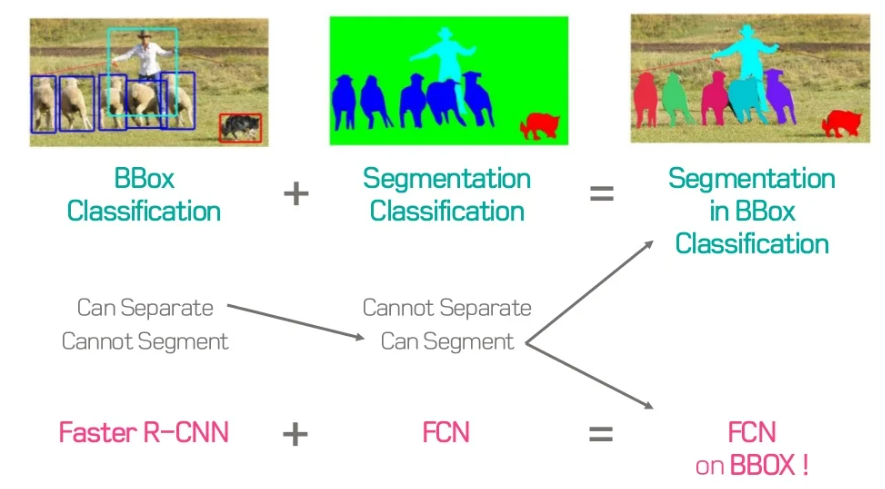 BBox
Classification
+
Segmentation
Classification
=
Segmentation
in BBox
Classification
Can Separate
Cannot Segment
Cannot Separate
Can Segment
Faster R-CNN
+
FCN
=
FCN
on BBOX !